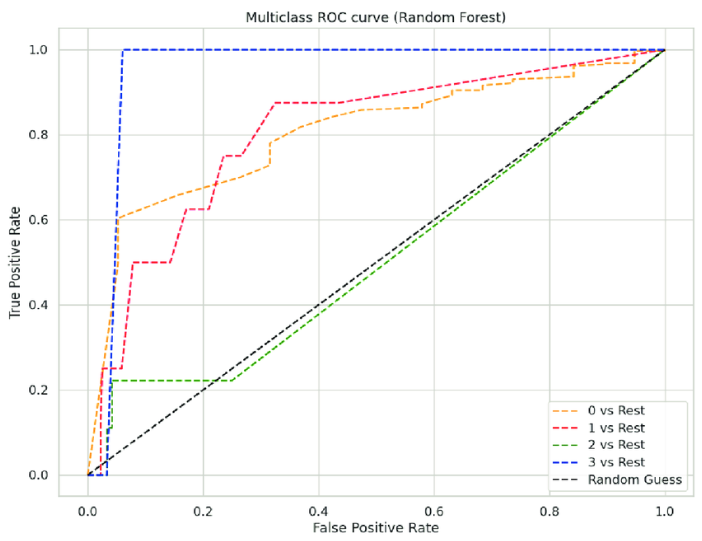 Multiclass ROC curve (Random Forest)
1.0
0.8
0.6
0.4
0.2
0.0
True Positive Rate
0.0 0.2 0.4 0.6 0.8 1.0
False Positive Rate
0 vs Rest
1 vs Rest
2 vs Rest
3 vs Rest
Random Guess